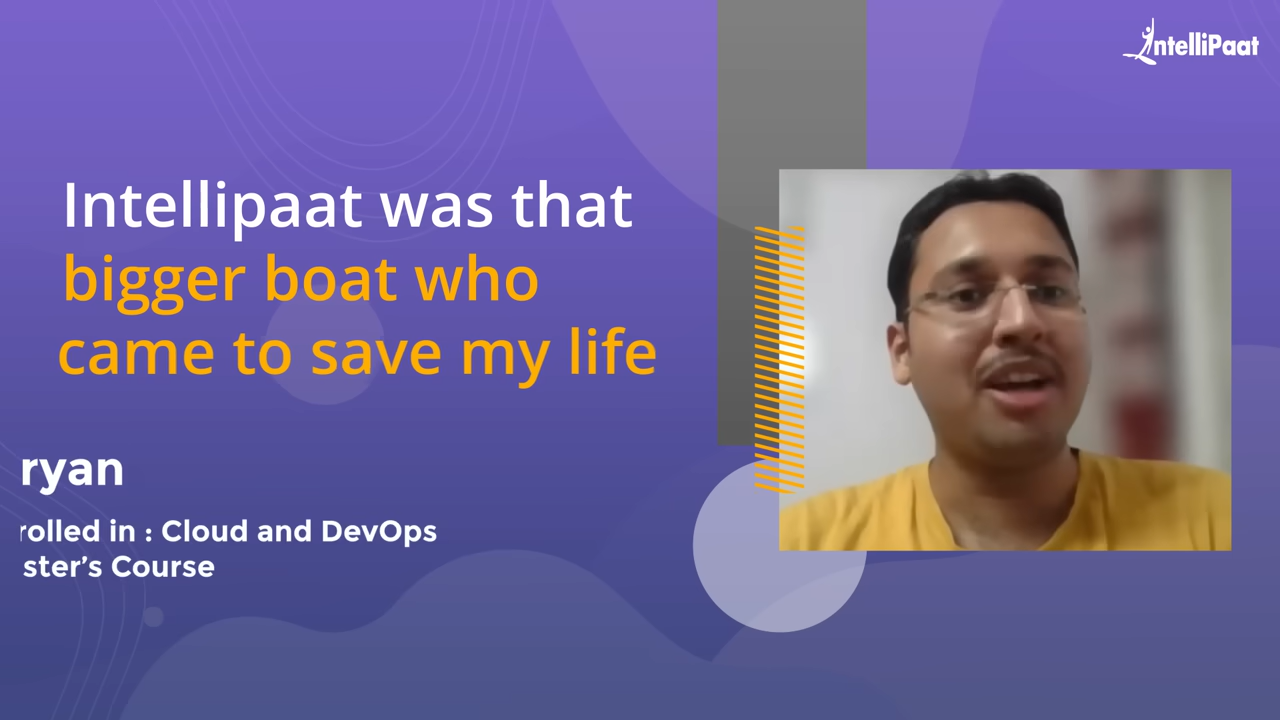 IntelliPaat
Intellipaat was that
bigger boat who
came to save my life
ryan
rolled in : Cloud and DevOps
ster's Course